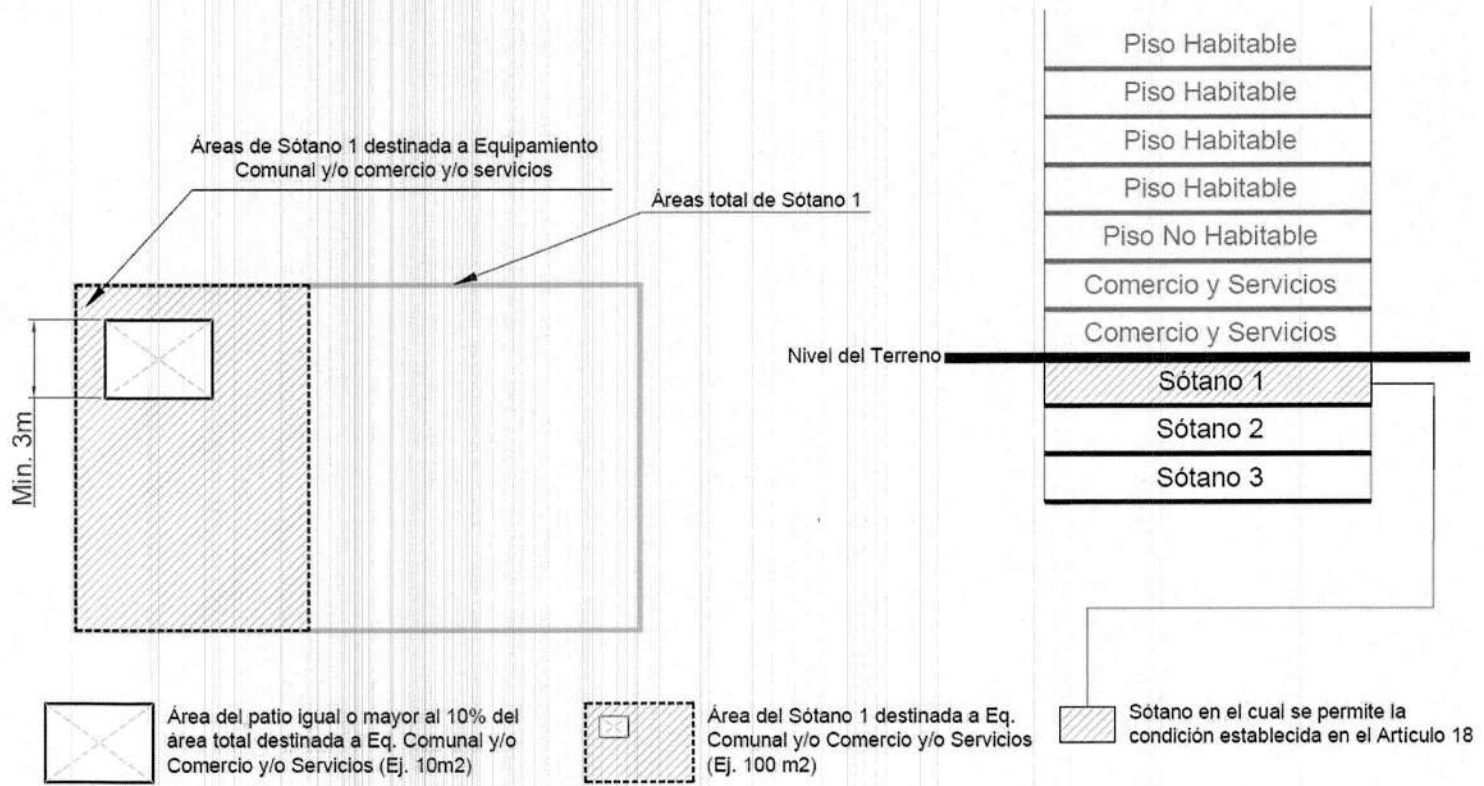 Áreas de Sótano 1 destinada a Equipamiento
Comunal y/o comercio y/o servicios
Áreas total de Sótano 1
Min. 3m
Piso Habitable
Piso Habitable
Piso Habitable
Piso Habitable
Piso No Habitable
Comercio y Servicios
Comercio y Servicios
Nivel del Terreno
Sótano 1
Sótano 2
Sótano 3
Área del patio igual o mayor al 10% del
área total destinada a Eq. Comunal y/o
Comercio y/o Servicios (Ej. 10m2)
Área del Sótano 1 destinada a Eq.
Comunal y/o Comercio y/o Servicios
(Ej. 100 m2)
Sótano en el cual se permite la
condición establecida en el Artículo 18